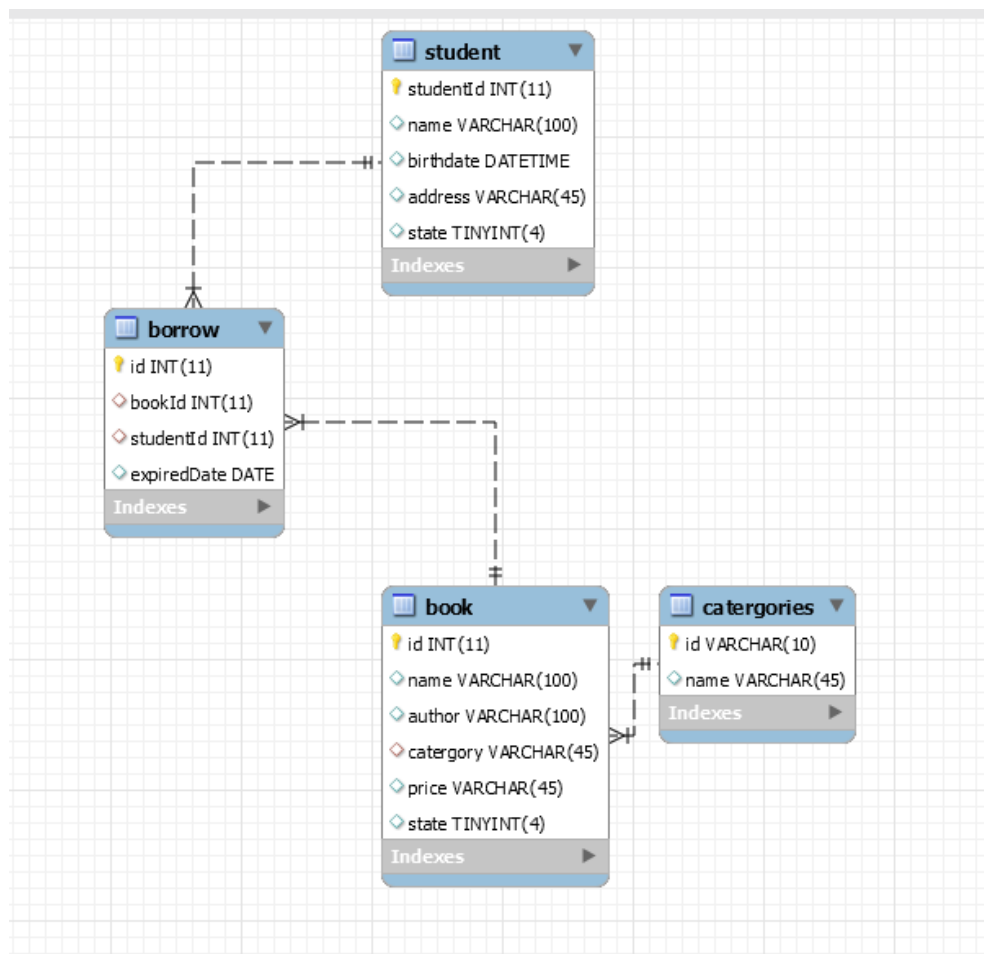 student
studentId INT(11)
name VARCHAR(100)
birthdate DATETIME
address VARCHAR(45)
state TINYINT(4)
Indexes
borrow
id INT(11)
bookId INT(11)
studentId INT(11)
expiredDate DATE
Indexes
book
id INT(11)
name VARCHAR(100)
author VARCHAR(100)
catergory VARCHAR(45)
price VARCHAR(45)
state TINYINT(4)
Indexes
catergories
id VARCHAR(10)
name VARCHAR(45)
Indexes